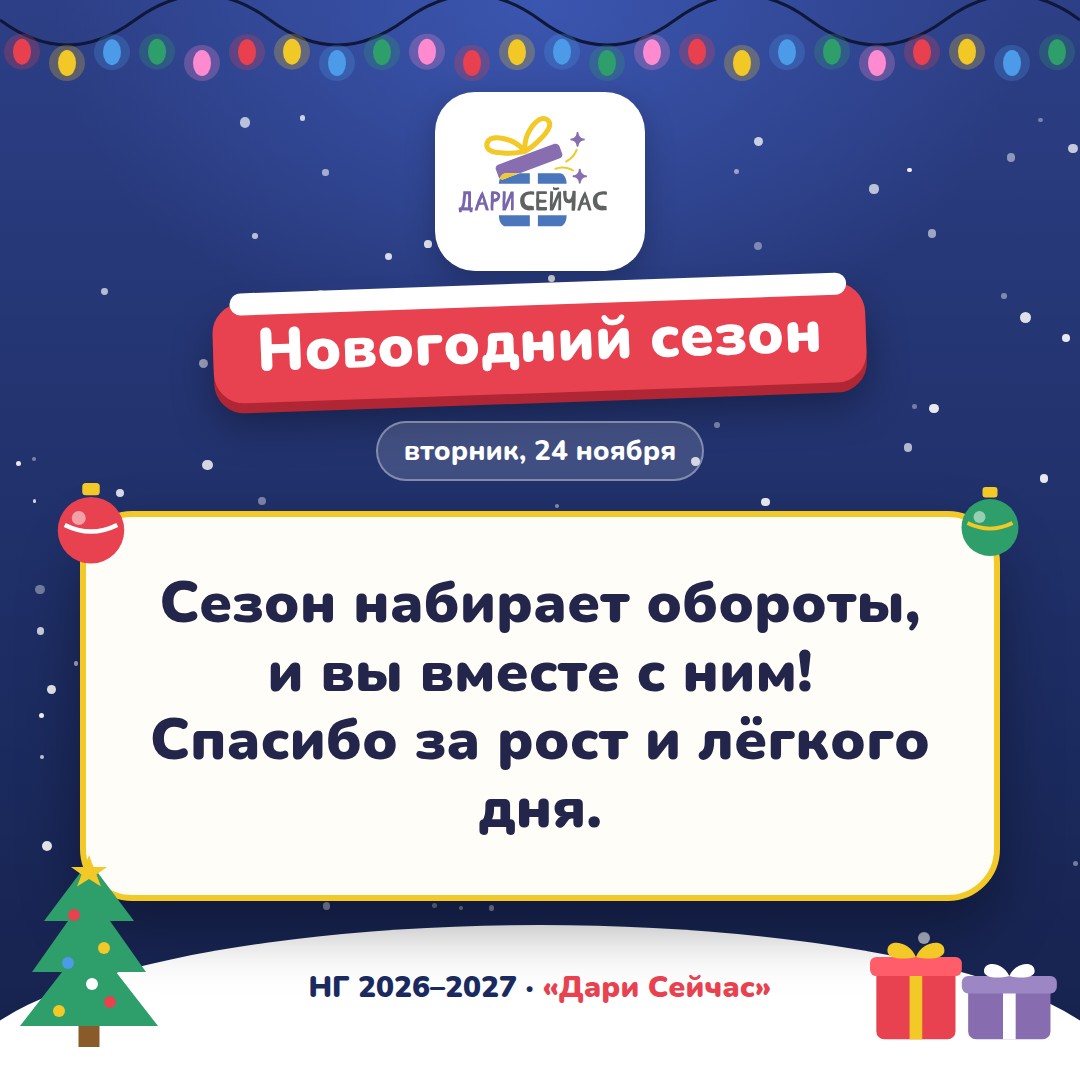 ДАРИ СЕЙЧАС
Новогодний сезон
вторник, 24 ноября
Сезон набирает обороты,
и вы вместе с ним!
Спасибо за рост и лёгкого
дня.
НГ 2026–2027 · «Дари Сейчас»